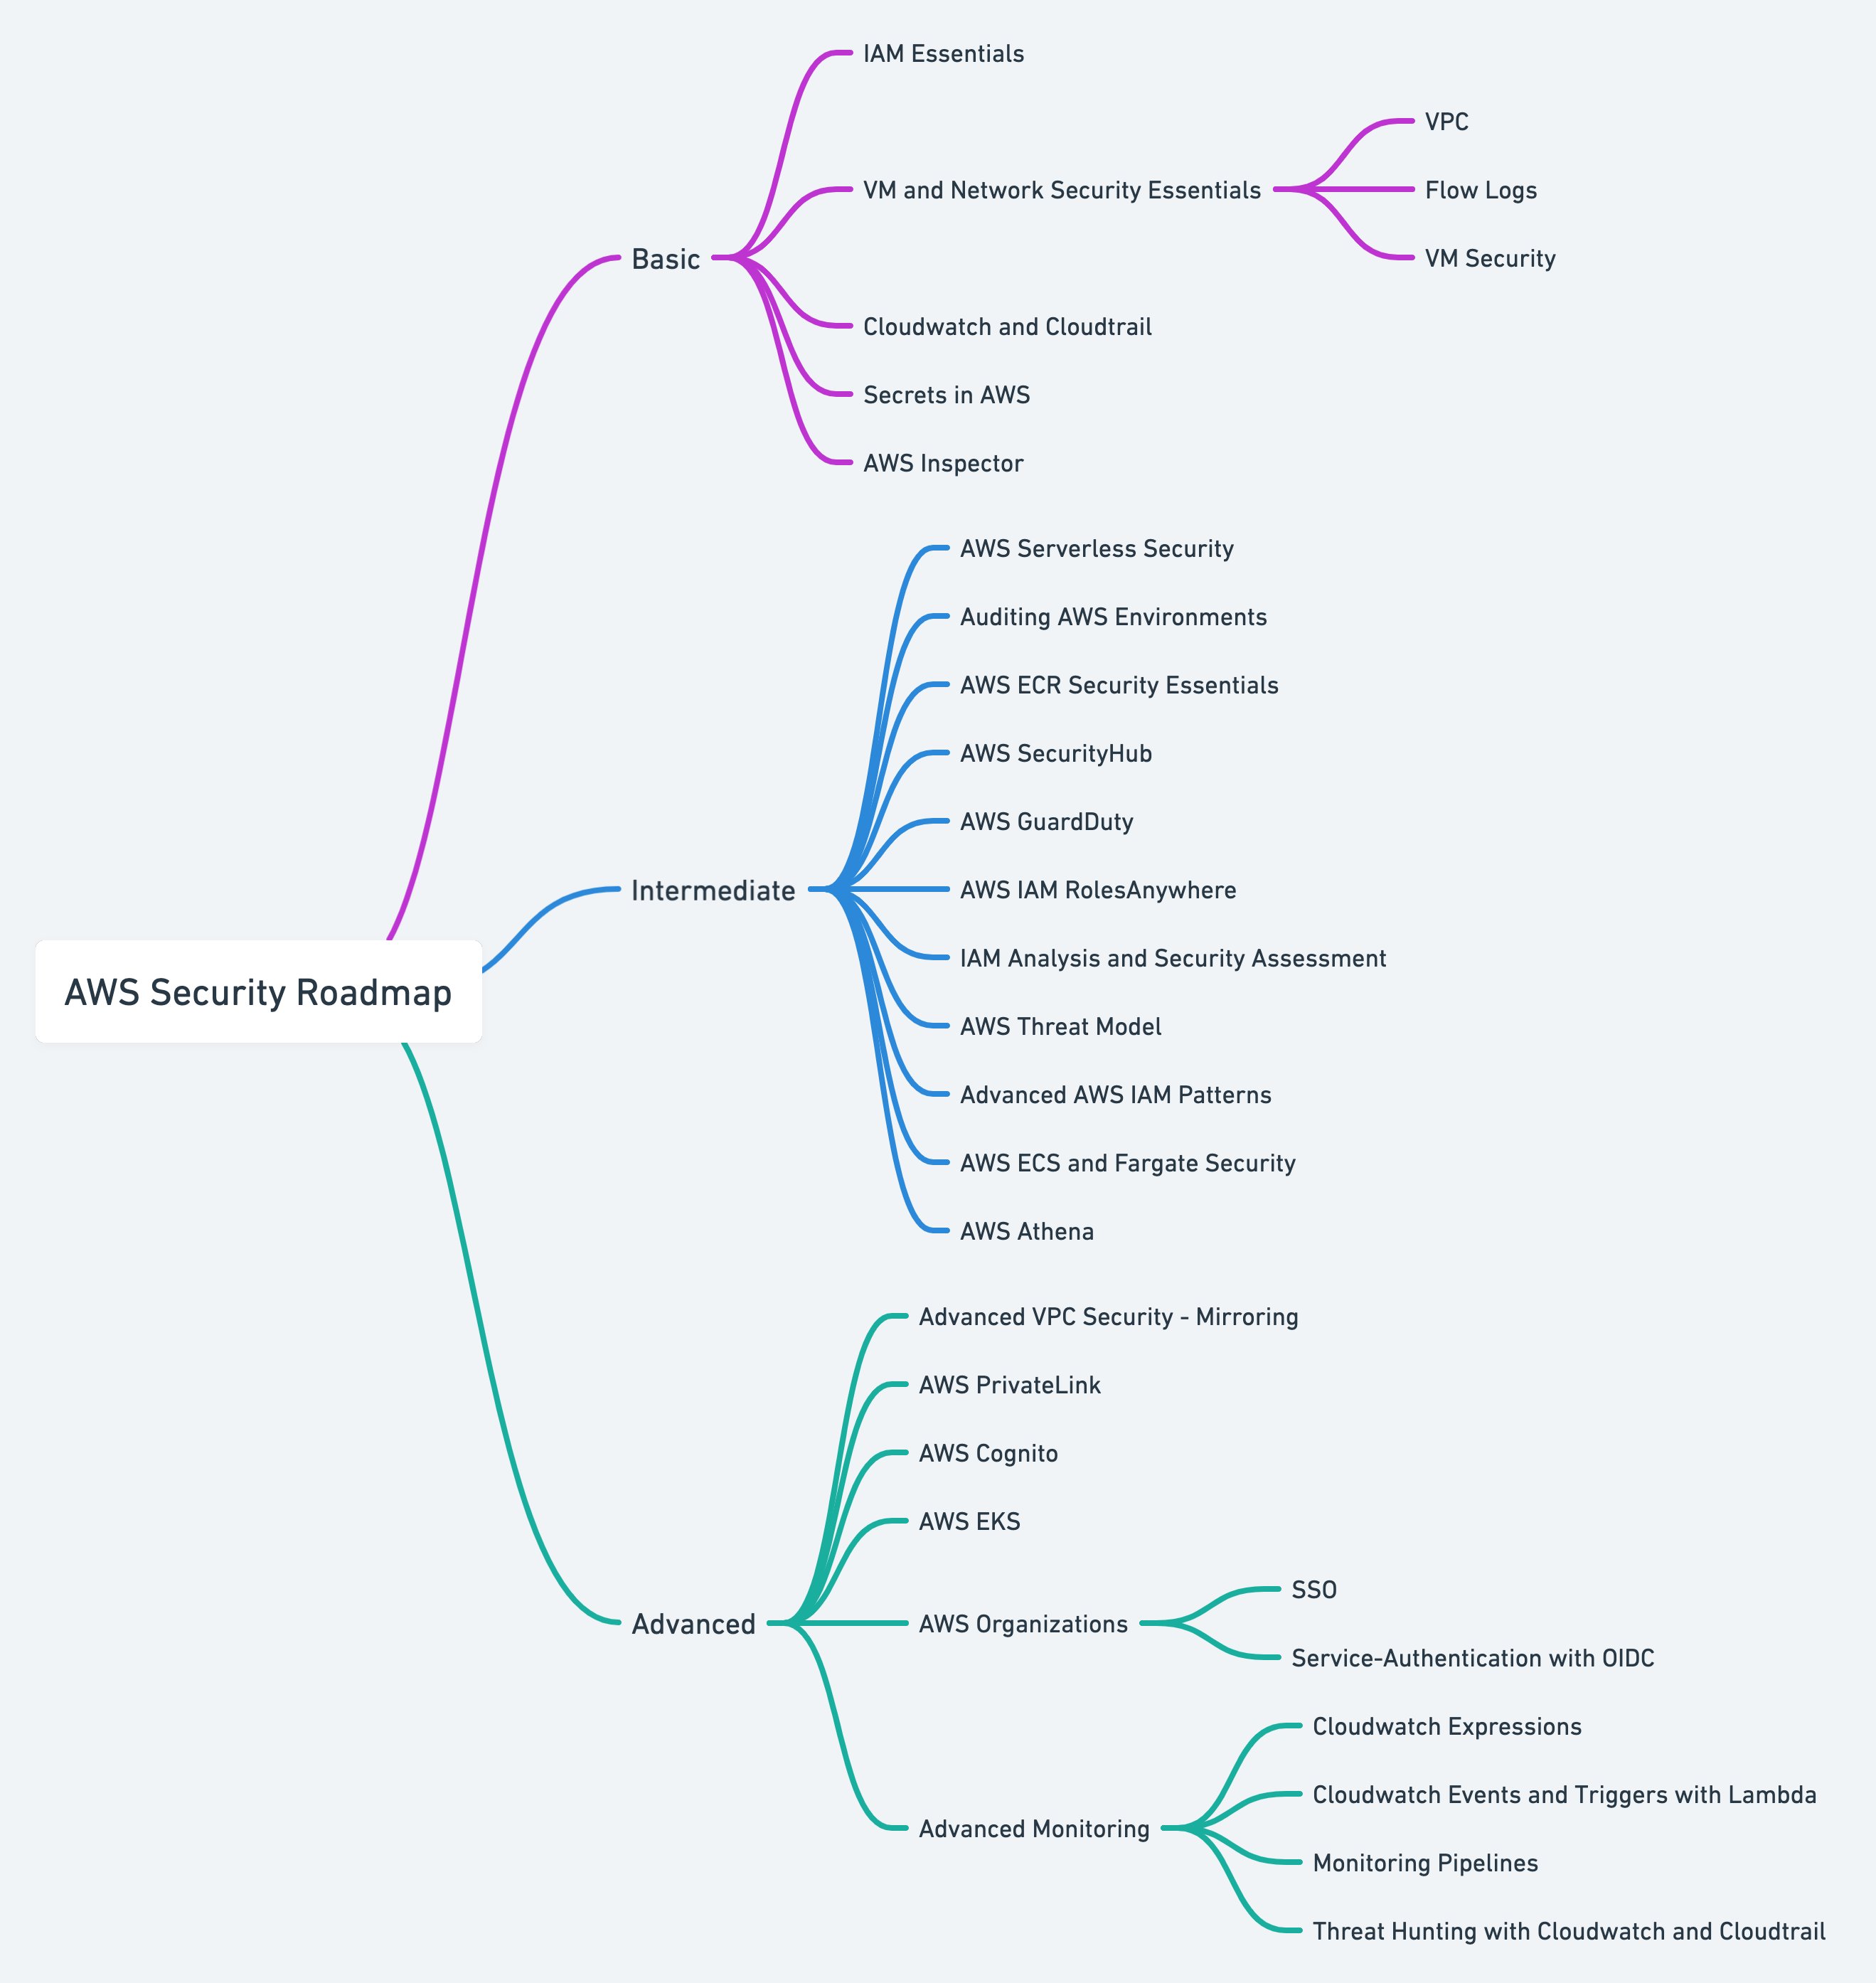 IAM Essentials
VPC
VM and Network Security Essentials
Flow Logs
Basic
VM Security
Cloudwatch and Cloudtrail
Secrets in AWS
AWS Inspector
AWS Serverless Security
Auditing AWS Environments
AWS ECR Security Essentials
AWS SecurityHub
AWS GuardDuty
Intermediate
AWS IAM RolesAnywhere
IAM Analysis and Security Assessment
AWS Security Roadmap
AWS Threat Model
Advanced AWS IAM Patterns
AWS ECS and Fargate Security
AWS Athena
Advanced VPC Security - Mirroring
AWS PrivateLink
AWS Cognito
AWS EKS
SSO
Advanced
AWS Organizations
Service-Authentication with OIDC
Cloudwatch Expressions
Cloudwatch Events and Triggers with Lambda
Advanced Monitoring
Monitoring Pipelines
Threat Hunting with Cloudwatch and Cloudtrail